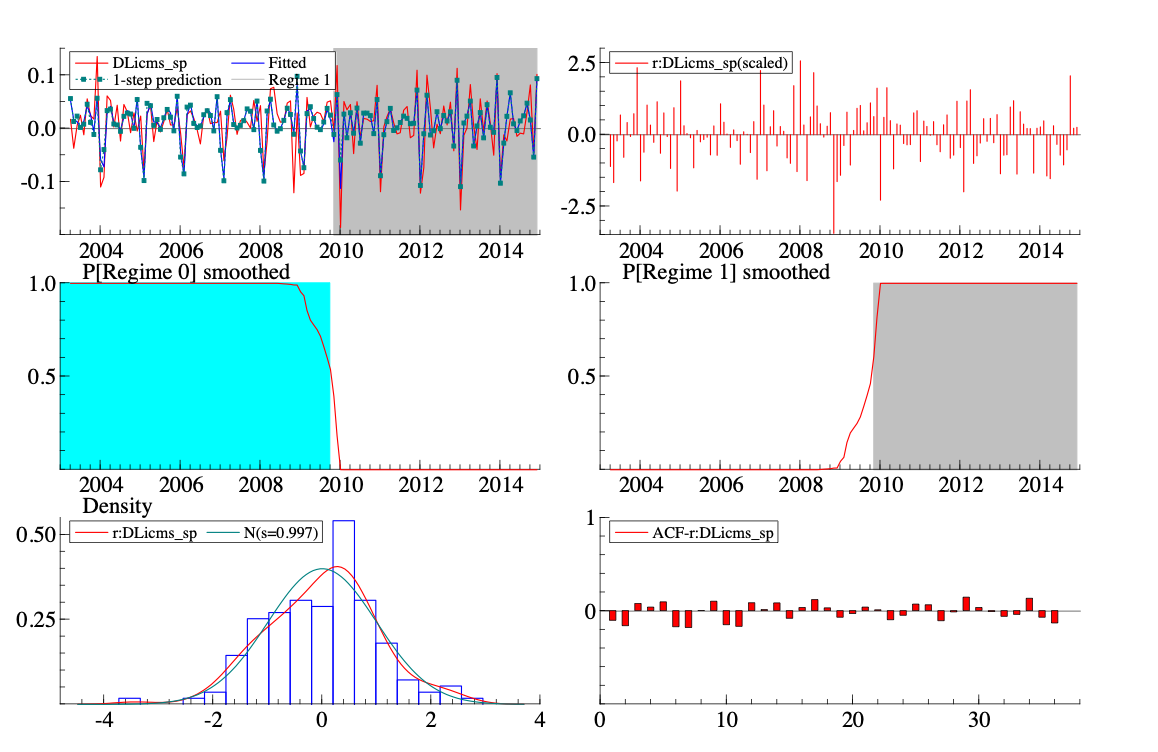 DLicms_sp Fitted
1-step prediction Regime 1
0.1
0.0
-0.1
2004 2006 2008 2010 2012 2014
r:DLicms_sp(scaled)
2.5
0.0
-2.5
2004 2006 2008 2010 2012 2014
P[Regime 0] smoothed
1.0
0.5
2004 2006 2008 2010 2012 2014
P[Regime 1] smoothed
1.0
0.5
2004 2006 2008 2010 2012 2014
Density
r:DLicms_sp N(s=0.997)
0.50
0.25
-4 -2 0 2 4
ACF-r:DLicms_sp
1
0
0 10 20 30